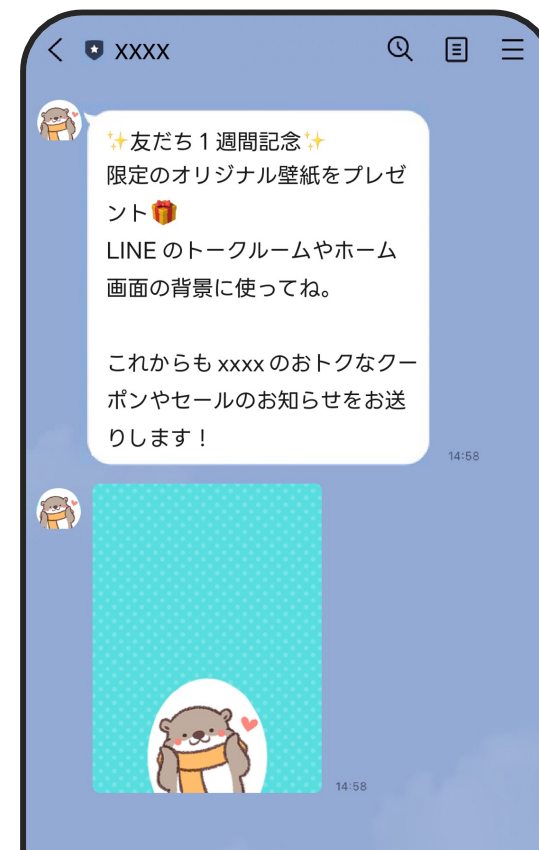 XXXX
✨友だち１週間記念✨
限定のオリジナル壁紙をプレゼ
ント🎁
LINE のトークルームやホーム
画面の背景に使ってね。
これからも xxxx のおトクなクー
ポンやセールのお知らせをお送
りします！
14:58
14:58